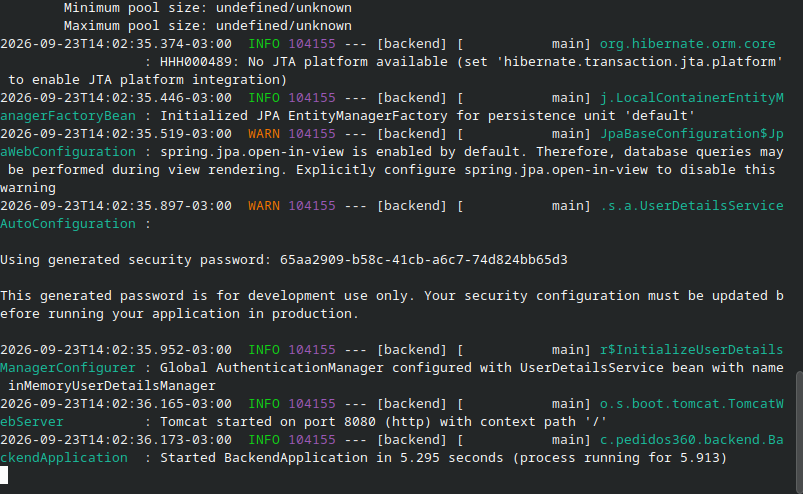 Minimum pool size: undefined/unknown
Maximum pool size: undefined/unknown
2026-09-23T14:02:35.374-03:00  INFO 104155 --- [backend] [           main] org.hibernate.orm.core
                  : HHH000489: No JTA platform available (set 'hibernate.transaction.jta.platform'
 to enable JTA platform integration)
2026-09-23T14:02:35.446-03:00  INFO 104155 --- [backend] [           main] j.LocalContainerEntityM
anagerFactoryBean : Initialized JPA EntityManagerFactory for persistence unit 'default'
2026-09-23T14:02:35.519-03:00  WARN 104155 --- [backend] [           main] JpaBaseConfiguration$Jp
aWebConfiguration : spring.jpa.open-in-view is enabled by default. Therefore, database queries may
 be performed during view rendering. Explicitly configure spring.jpa.open-in-view to disable this
warning
2026-09-23T14:02:35.897-03:00  WARN 104155 --- [backend] [           main] .s.a.UserDetailsService
AutoConfiguration :
Using generated security password: 65aa2909-b58c-41cb-a6c7-74d824bb65d3
This generated password is for development use only. Your security configuration must be updated b
efore running your application in production.
2026-09-23T14:02:35.952-03:00  INFO 104155 --- [backend] [           main] r$InitializeUserDetails
ManagerConfigurer : Global AuthenticationManager configured with UserDetailsService bean with name
 inMemoryUserDetailsManager
2026-09-23T14:02:36.165-03:00  INFO 104155 --- [backend] [           main] o.s.boot.tomcat.TomcatW
ebServer          : Tomcat started on port 8080 (http) with context path '/'
2026-09-23T14:02:36.173-03:00  INFO 104155 --- [backend] [           main] c.pedidos360.backend.Ba
ckendApplication  : Started BackendApplication in 5.295 seconds (process running for 5.913)